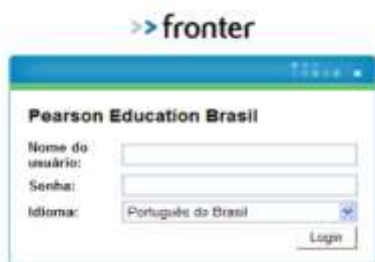 >> fronter
Pearson Education Brasil
Nome do
usuário:
Senha:
Idioma: Português do Brasil
Login